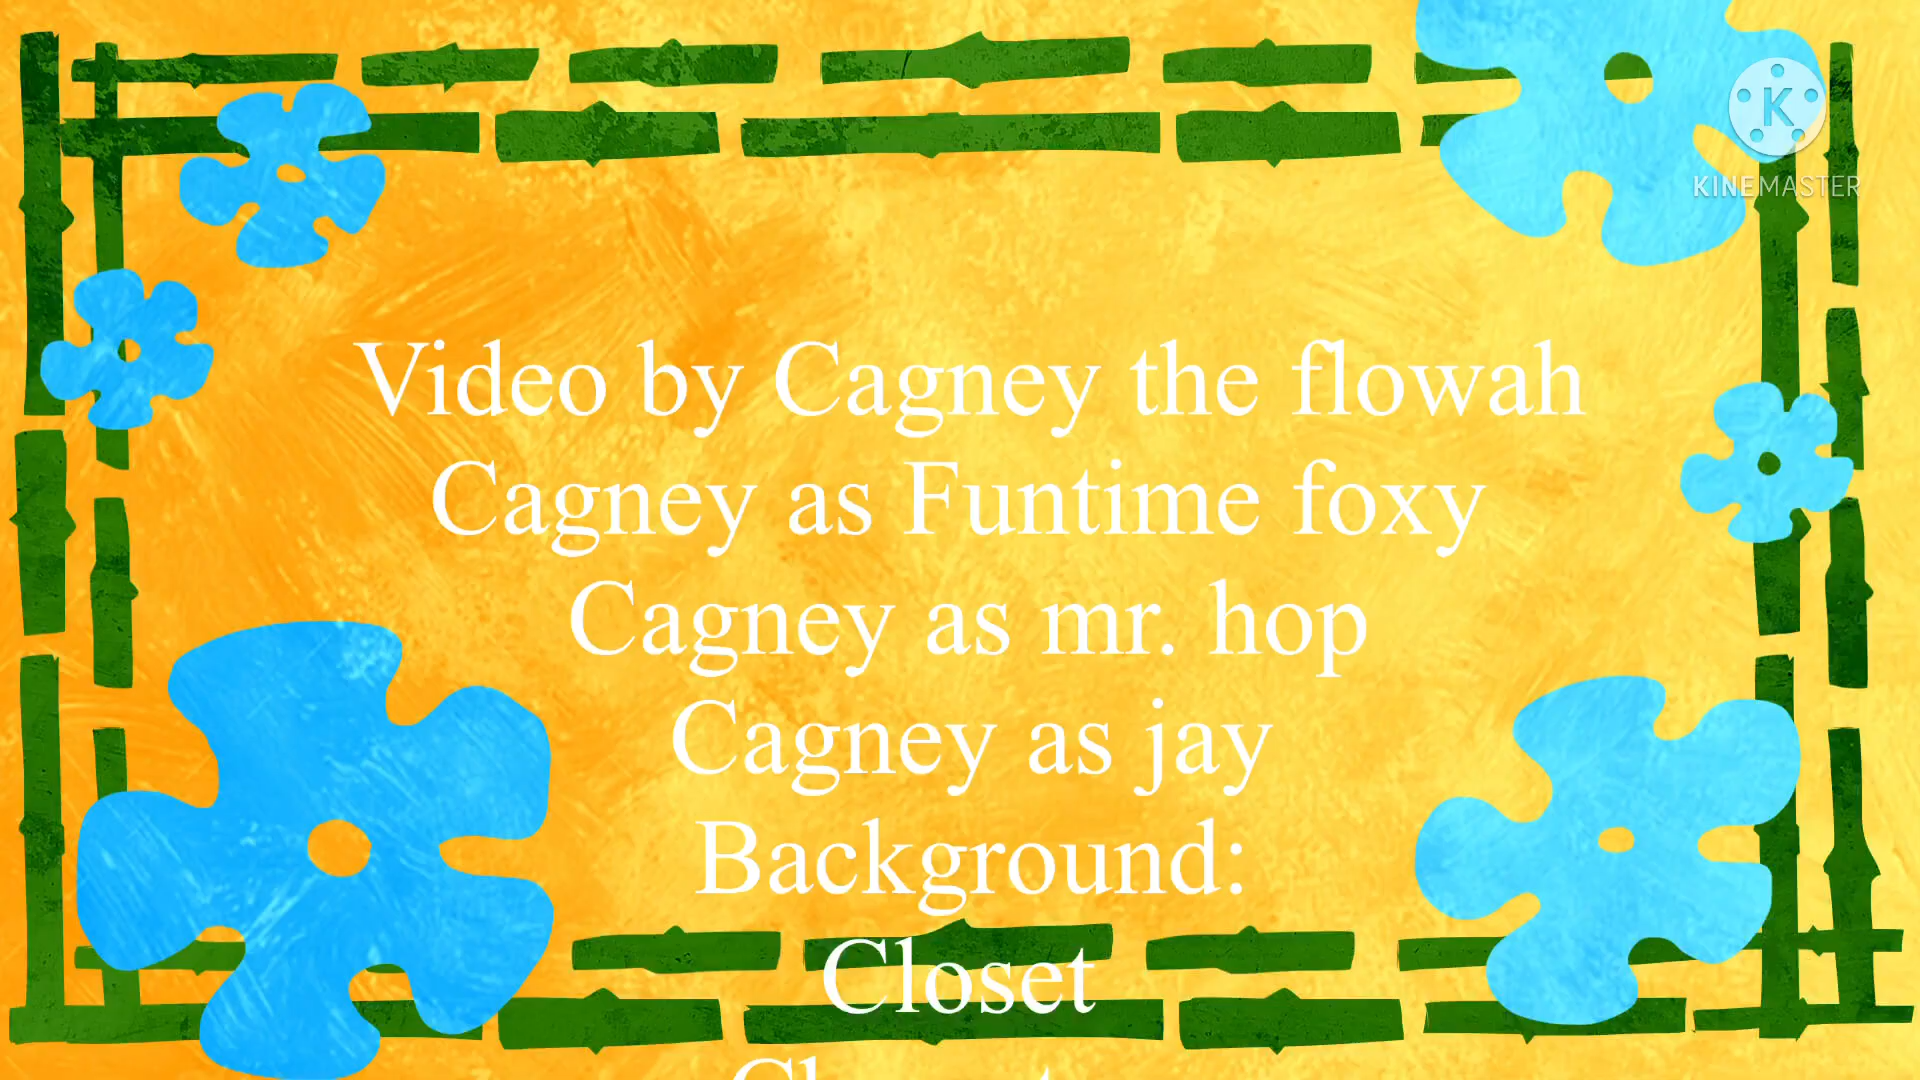 K
KINEMASTER
Video by Cagney the flowah
Cagney as Funtime foxy
Cagney as mr. hop
Cagney as jay
Background:
Closet